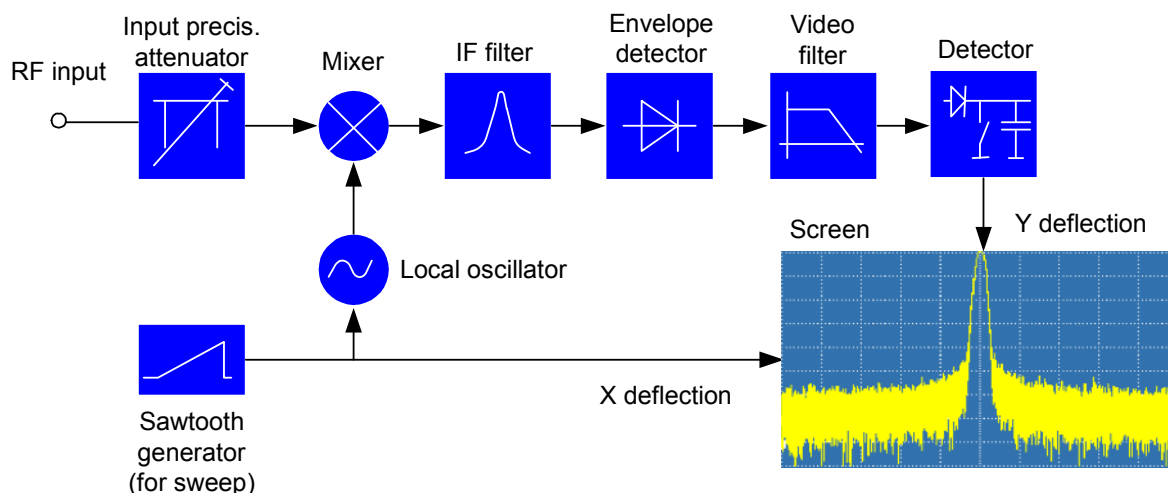 RF input
Input precis.
attenuator
Mixer
IF filter
Envelope
detector
Video
filter
Detector
Local oscillator
Screen
Y deflection
X deflection
Sawtooth
generator
(for sweep)